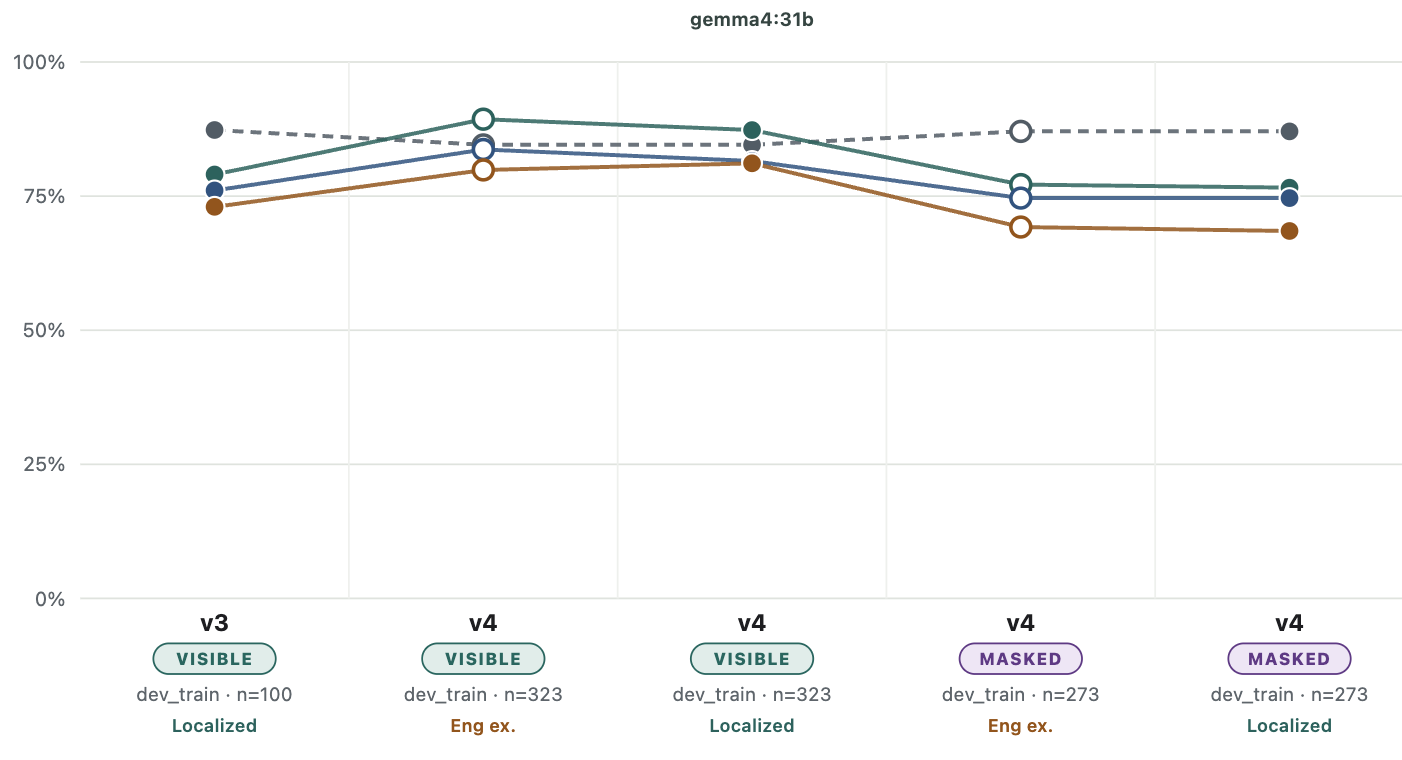 gemma4:31b
100%
75%
50%
25%
0%
v3 v4 v4 v4 v4
VISIBLE VISIBLE VISIBLE MASKED MASKED
dev_train · n=100 dev_train · n=323 dev_train · n=323 dev_train · n=273 dev_train · n=273
Localized Eng ex. Localized Eng ex. Localized